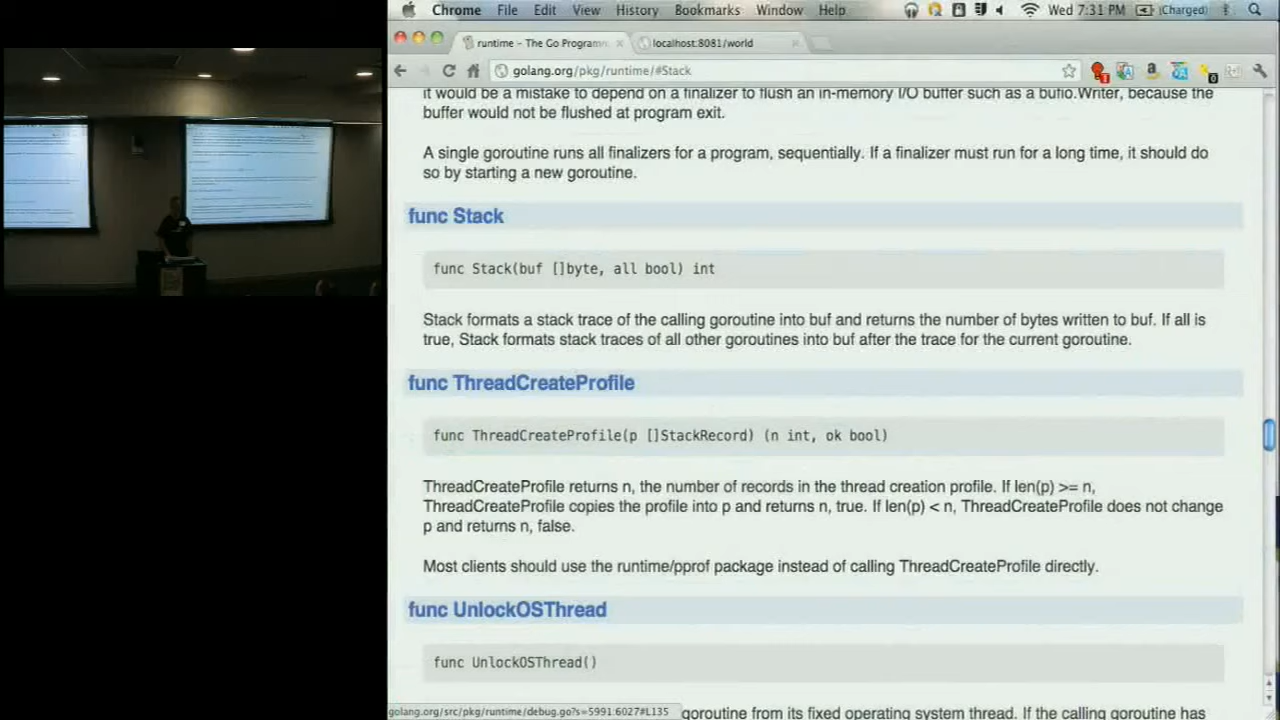 Chrome File Edit View History Bookmarks Window Help Wed 7:31 PM (Charged)
runtime - The Go Programm localhost:8081/world
golang.org/pkg/runtime/#Stack
it would be a mistake to depend on a finalizer to flush an in-memory I/O buffer such as a bufio.Writer, because the
buffer would not be flushed at program exit.
A single goroutine runs all finalizers for a program, sequentially. If a finalizer must run for a long time, it should do
so by starting a new goroutine.
func Stack
func Stack(buf []byte, all bool) int
Stack formats a stack trace of the calling goroutine into buf and returns the number of bytes written to buf. If all is
true, Stack formats stack traces of all other goroutines into buf after the trace for the current goroutine.
func ThreadCreateProfile
func ThreadCreateProfile(p []StackRecord) (n int, ok bool)
ThreadCreateProfile returns n, the number of records in the thread creation profile. If len(p) >= n,
ThreadCreateProfile copies the profile into p and returns n, true. If len(p) < n, ThreadCreateProfile does not change
p and returns n, false.
Most clients should use the runtime/pprof package instead of calling ThreadCreateProfile directly.
func UnlockOSThread
func UnlockOSThread()
golang.org/src/pkg/runtime/debug.go?s=5991:6027#L135 goroutine from its fixed operating system thread. If the calling goroutine has